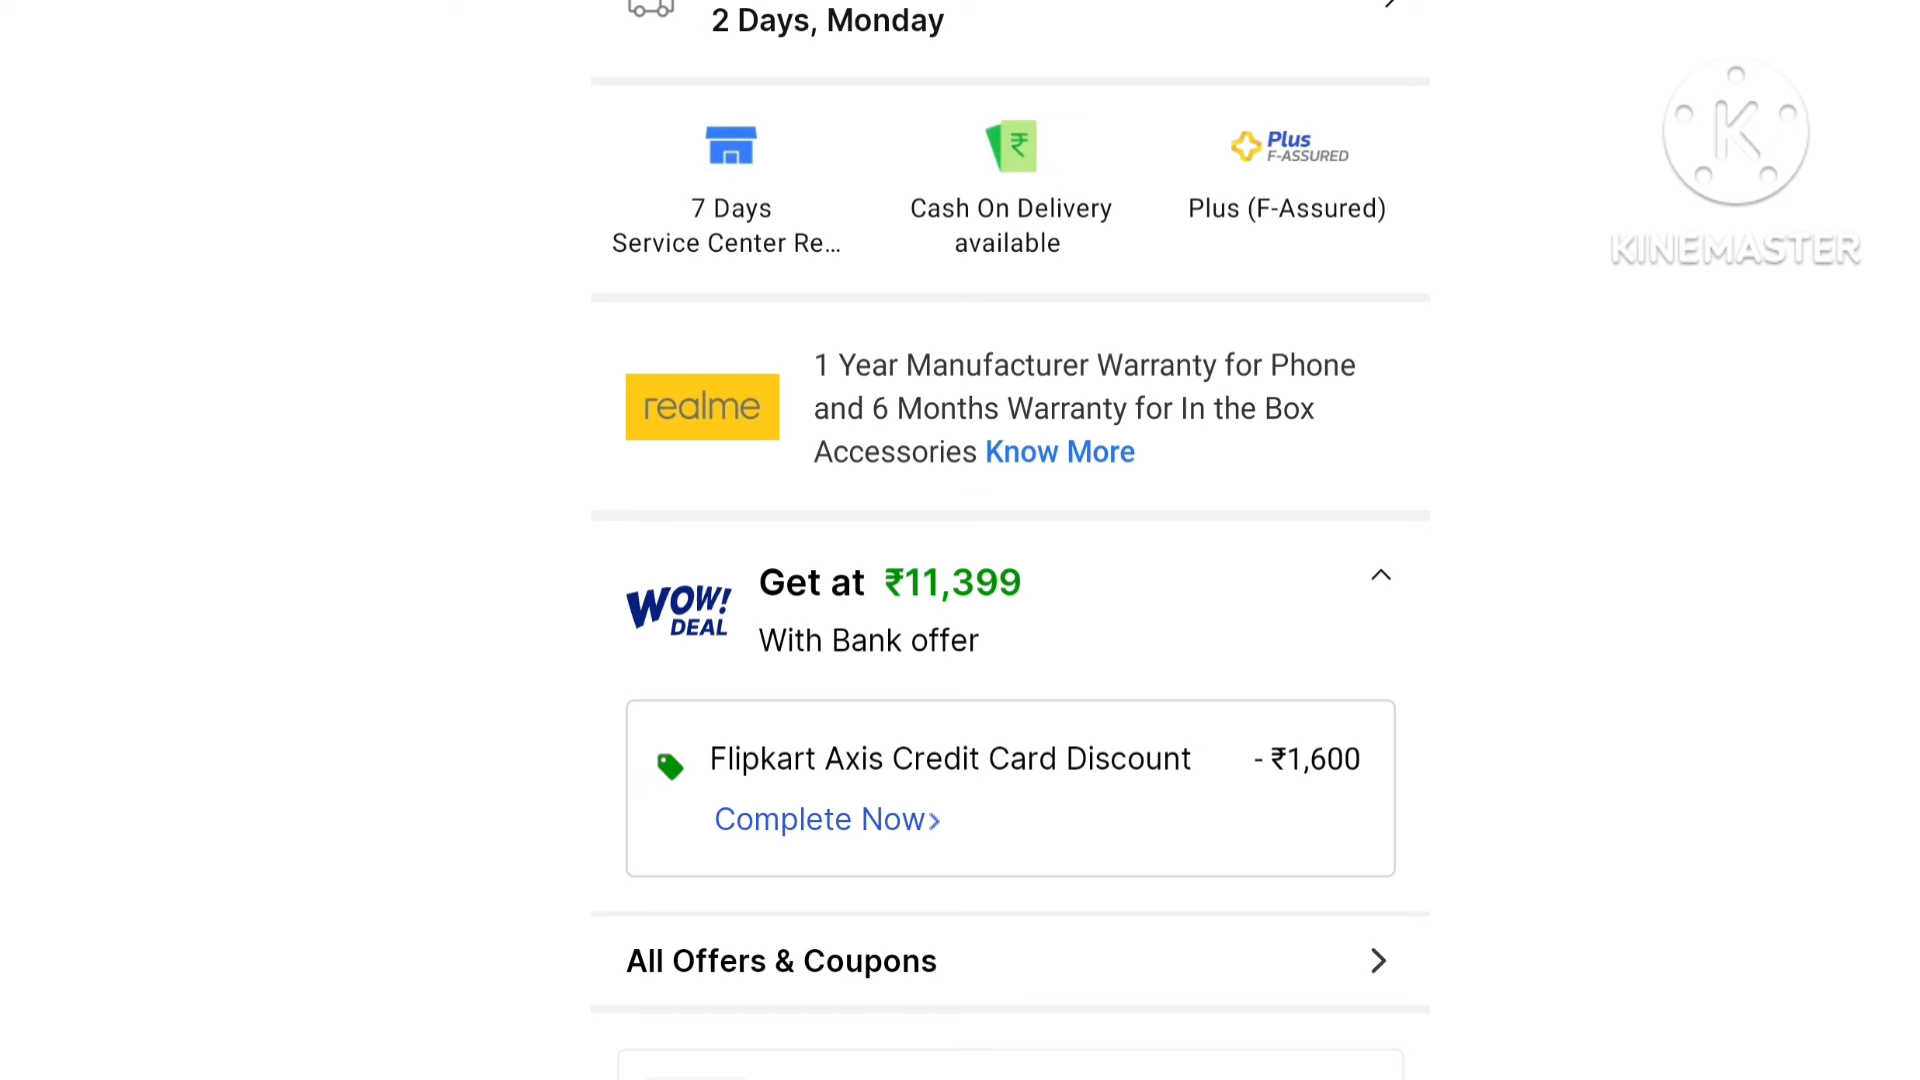 2 Days, Monday
Plus
F-ASSURED
7 Days
Service Center Re...
Cash On Delivery
available
Plus (F-Assured)
K
KINEMASTER
realme
1 Year Manufacturer Warranty for Phone
and 6 Months Warranty for In the Box
Accessories Know More
WOW!
DEAL
Get at ₹11,399
With Bank offer
Flipkart Axis Credit Card Discount - ₹1,600
Complete Now>
All Offers & Coupons